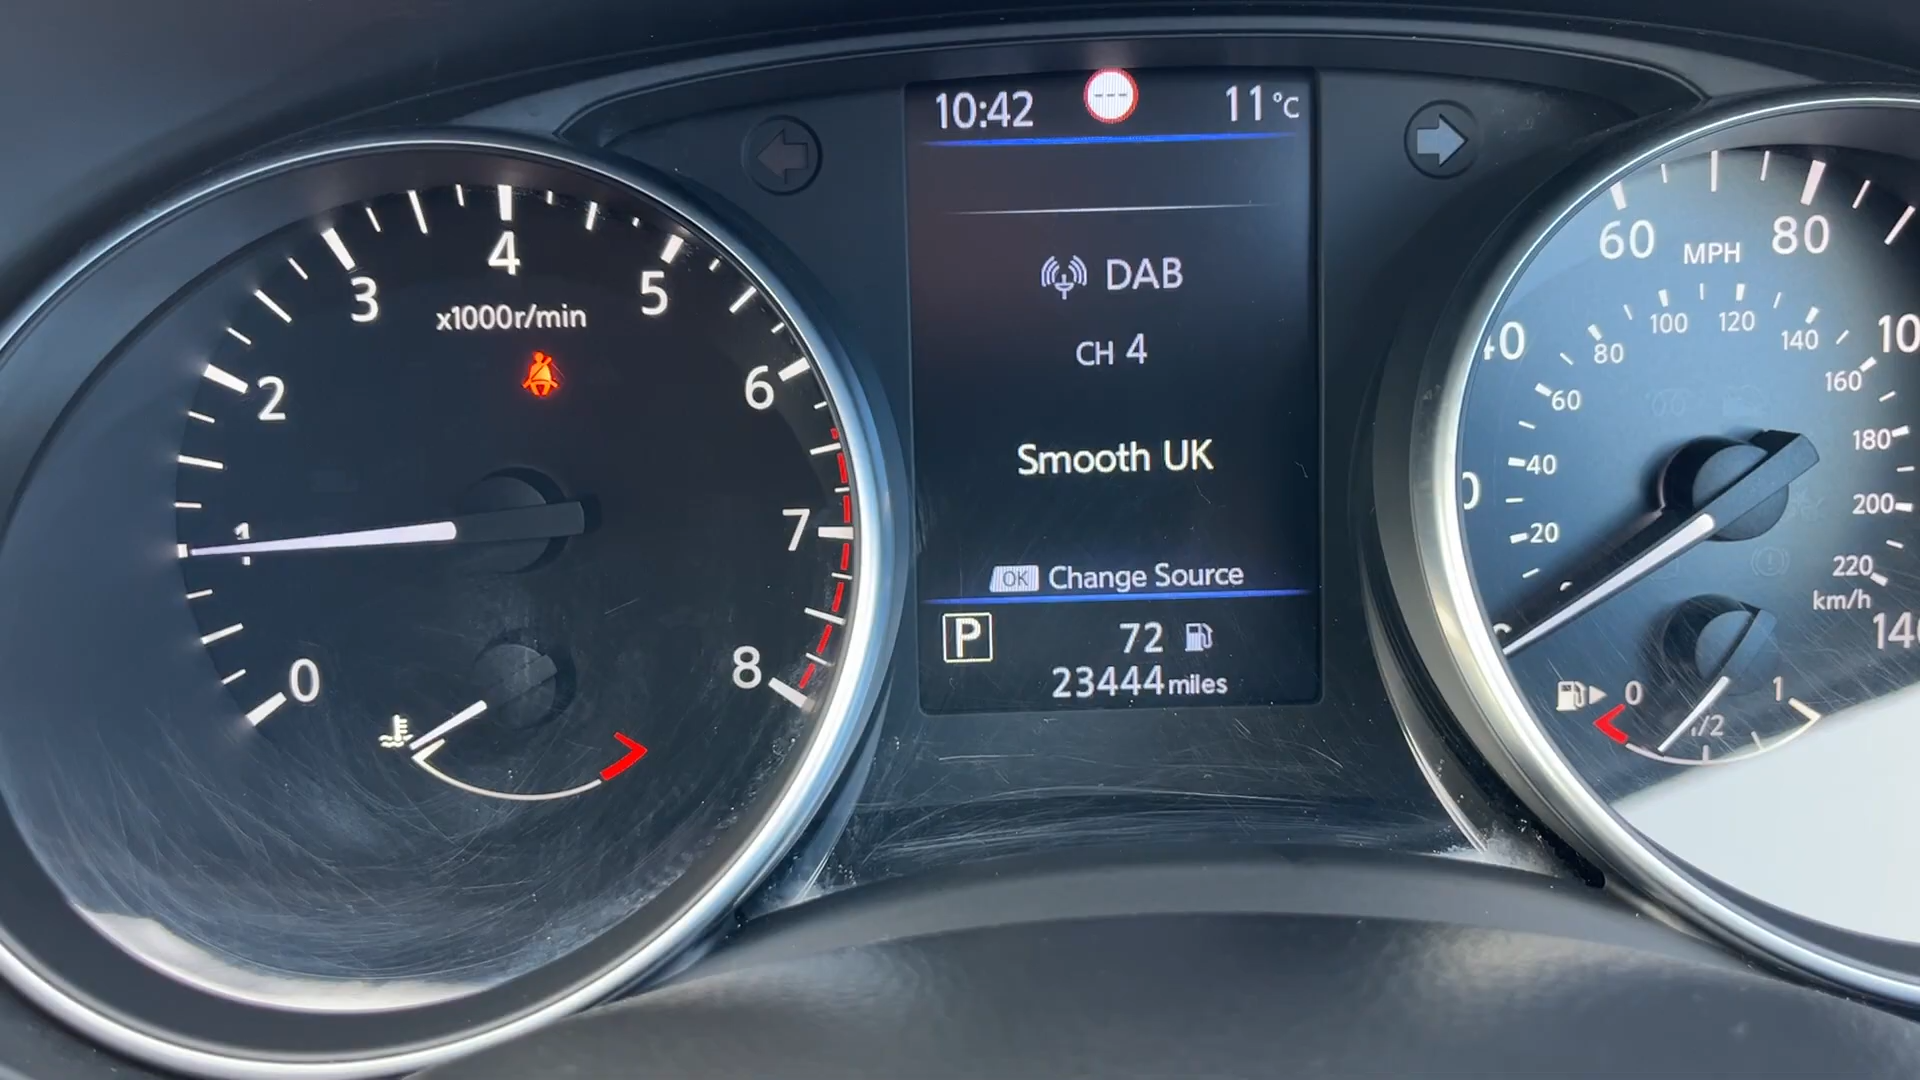 10:42 --- 11°C
DAB
CH 4
Smooth UK
OK Change Source
P 72
23444 miles
0 1 2 3 4 5 6 7 8
x1000r/min
60 80
MPH
20 40 60 80 100 120 140 160 180 200 220
km/h
140
0 1/2 1